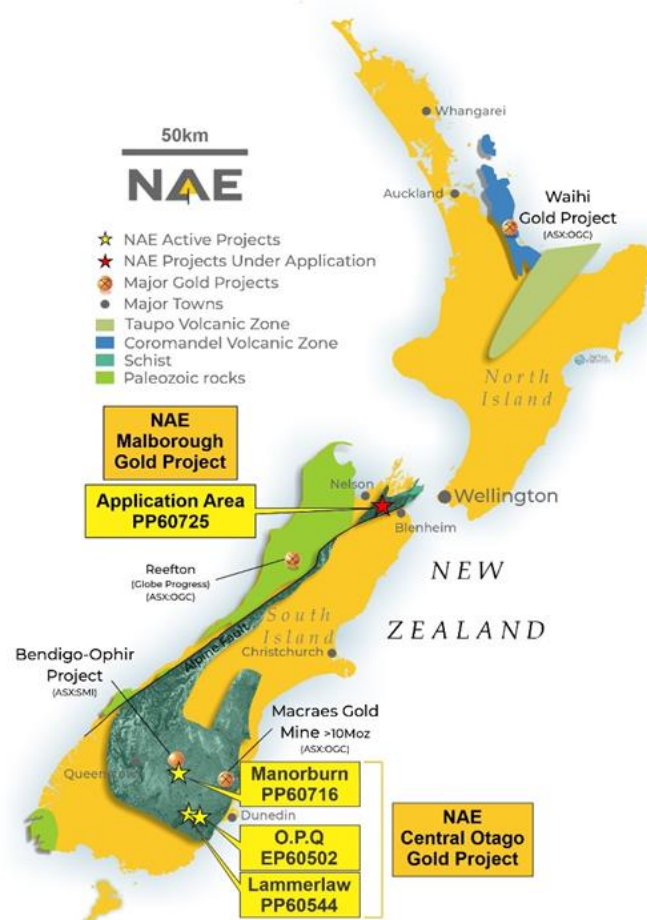 Whangarei
50km
NAE
Auckland
Waihi
Gold Project
(ASX:OGC)
NAE Active Projects
NAE Projects Under Application
Major Gold Projects
Major Towns
Taupo Volcanic Zone
Coromandel Volcanic Zone
Schist
Paleozoic rocks
North
Island
NAE
Malborough
Gold Project
Application Area
PP60725
Nelson
Wellington
Blenheim
Reefton
(Globe Progress)
(ASX:OGC)
NEW
ZEALAND
South
Island
Alpine Fault
Christchurch
Bendigo-Ophir
Project
(ASX:SMI)
Macraes Gold
Mine >10Moz
(ASX:OGC)
Manorburn
PP60716
Dunedin
O.P.Q
EP60502
Lammerlaw
PP60544
NAE
Central Otago
Gold Project